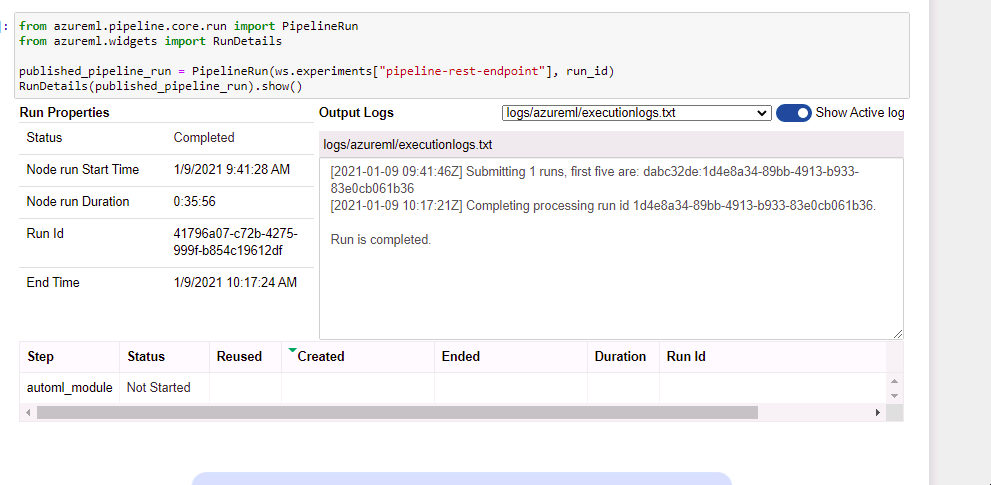 ]:
from azureml.pipeline.core.run import PipelineRun
from azureml.widgets import RunDetails
published_pipeline_run = PipelineRun(ws.experiments["pipeline-rest-endpoint"], run_id)
RunDetails(published_pipeline_run).show()
Run Properties
Status Completed
Node run Start Time 1/9/2021 9:41:28 AM
Node run Duration 0:35:56
Run Id 41796a07-c72b-4275-
999f-b854c19612df
End Time 1/9/2021 10:17:24 AM
Output Logs logs/azureml/executionlogs.txt Show Active log
logs/azureml/executionlogs.txt
[2021-01-09 09:41:46Z] Submitting 1 runs, first five are: dabc32de:1d4e8a34-89bb-4913-b933-
83e0cb061b36
[2021-01-09 10:17:21Z] Completing processing run id 1d4e8a34-89bb-4913-b933-83e0cb061b36.
Run is completed.
Step Status Reused Created Ended Duration Run Id
automl_module Not Started